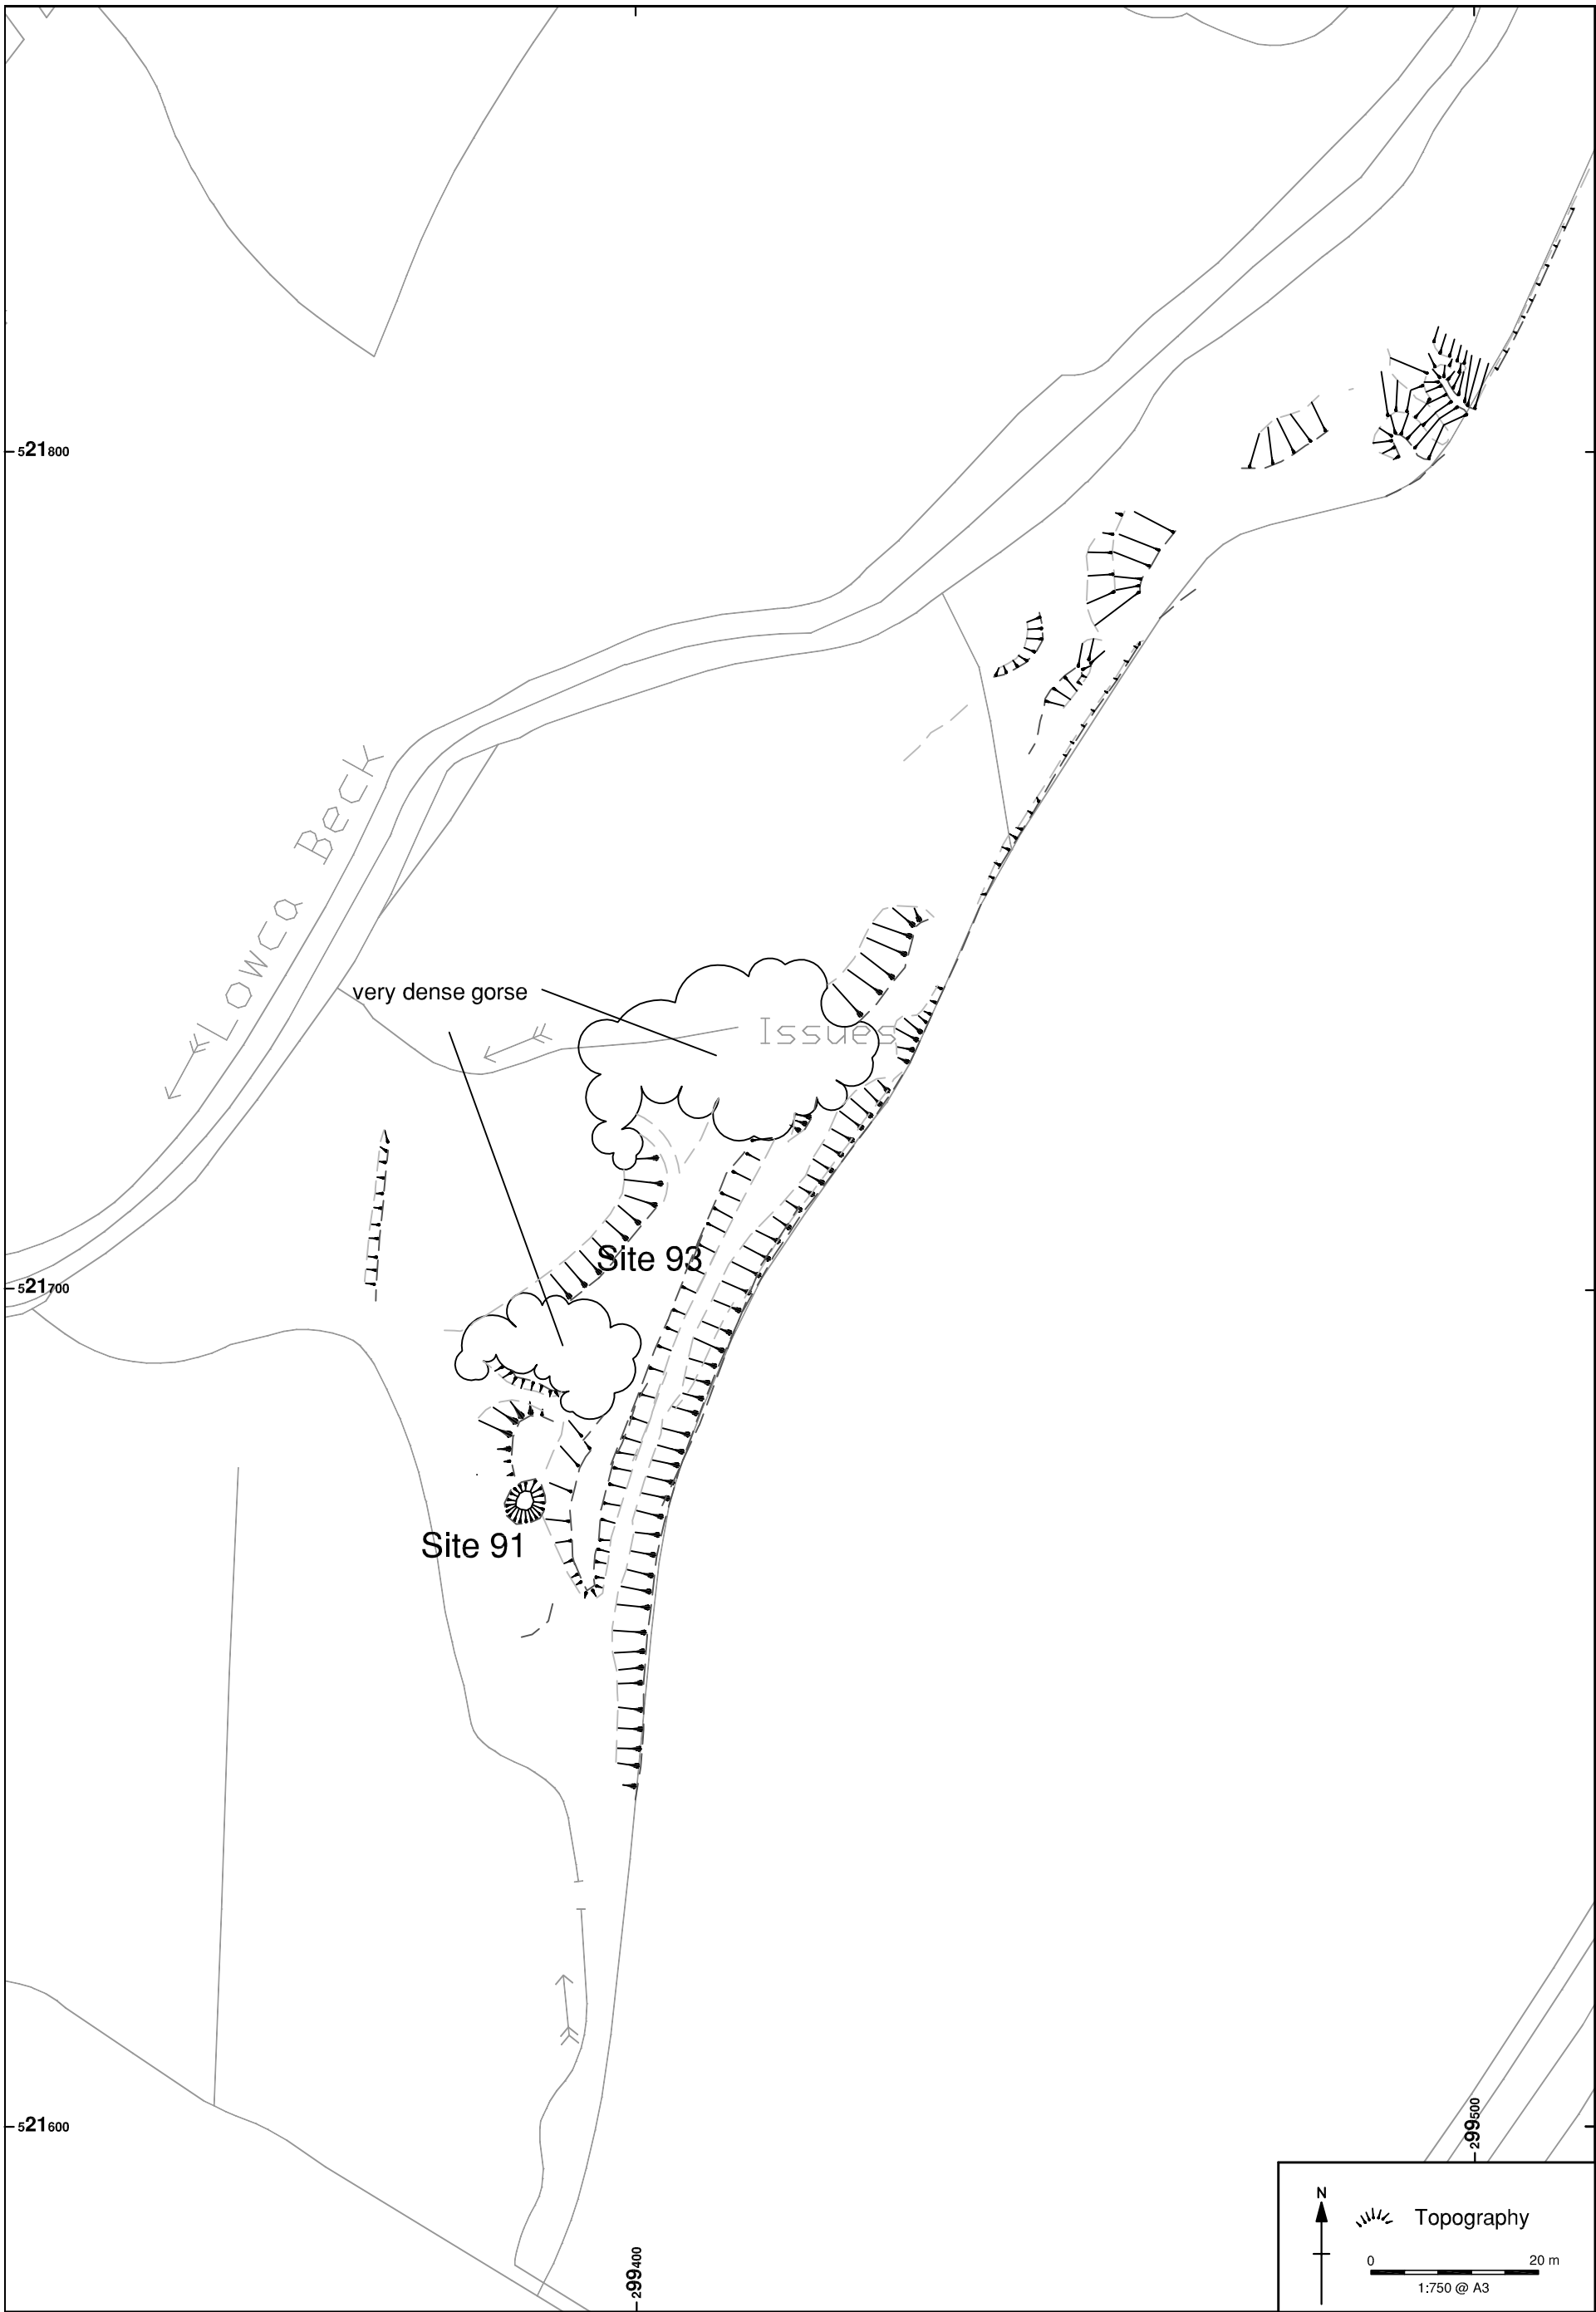 521800
Lowca Beck
very dense gorse
Issues
Site 93
521700
Site 91
521600
299500
299400
N
Topography
0 20 m
1:750 @ A3